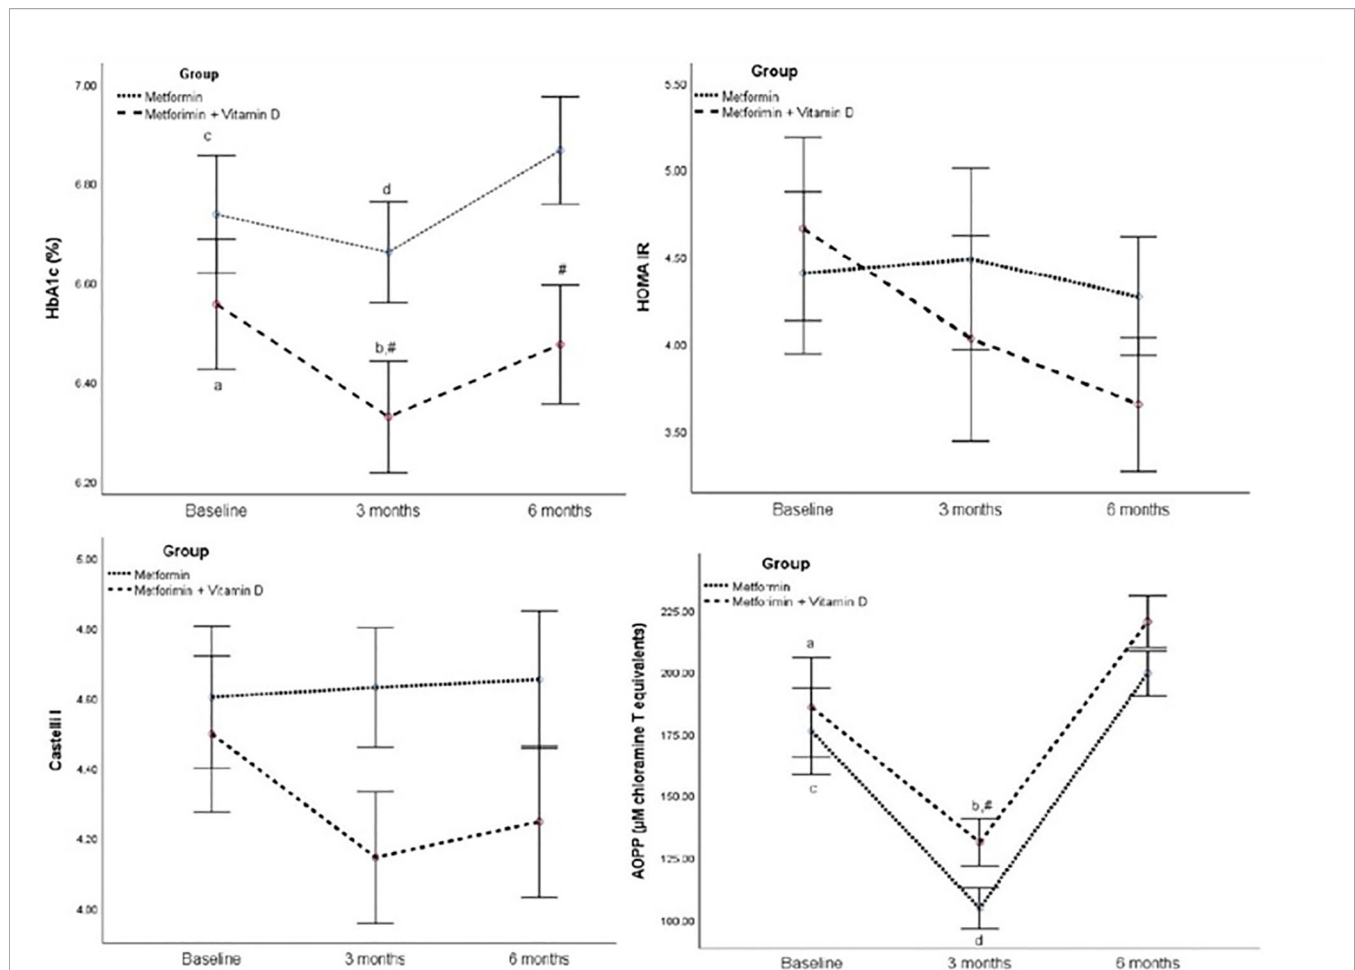 Group
Metformin
Metforimin + Vitamin D
HbA1c (%)
7.00
6.80
6.60
6.40
6.20
c
d
#
b,#
a
Baseline
3 months
6 months
Group
Metformin
Metforimin + Vitamin D
HOMA IR
5.50
5.00
4.50
4.00
3.50
Baseline
3 months
6 months
Group
Metformin
Metforimin + Vitamin D
Castelli I
5.00
4.80
4.60
4.40
4.20
4.00
Baseline
3 months
6 months
Group
Metformin
Metforimin + Vitamin D
AOPP (µM chloramine T equivalents)
225.00
200.00
175.00
150.00
125.00
100.00
a
c
b,#
d
Baseline
3 months
6 months